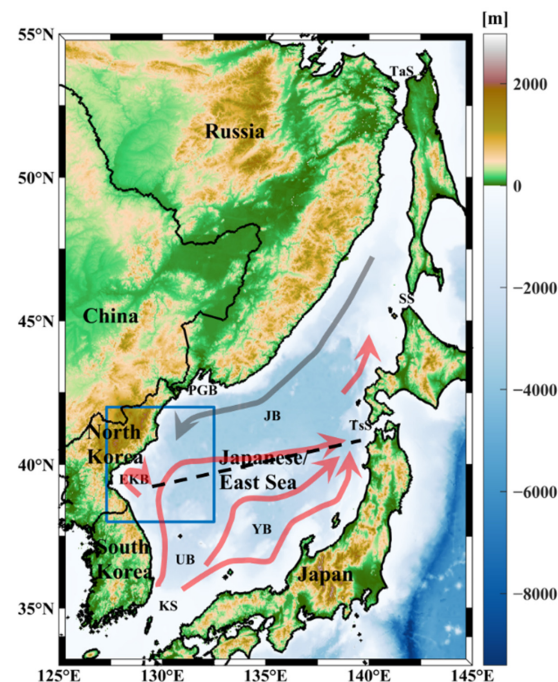 [m]
55°N
50°N
45°N
40°N
35°N
125°E
130°E
135°E
140°E
145°E
2000
0
−2000
−4000
−6000
−8000
TaS
Russia
China
SS
PGB
JB
TsS
North
Korea
Japanese/
East Sea
EKB
YB
South
Korea
UB
Japan
KS